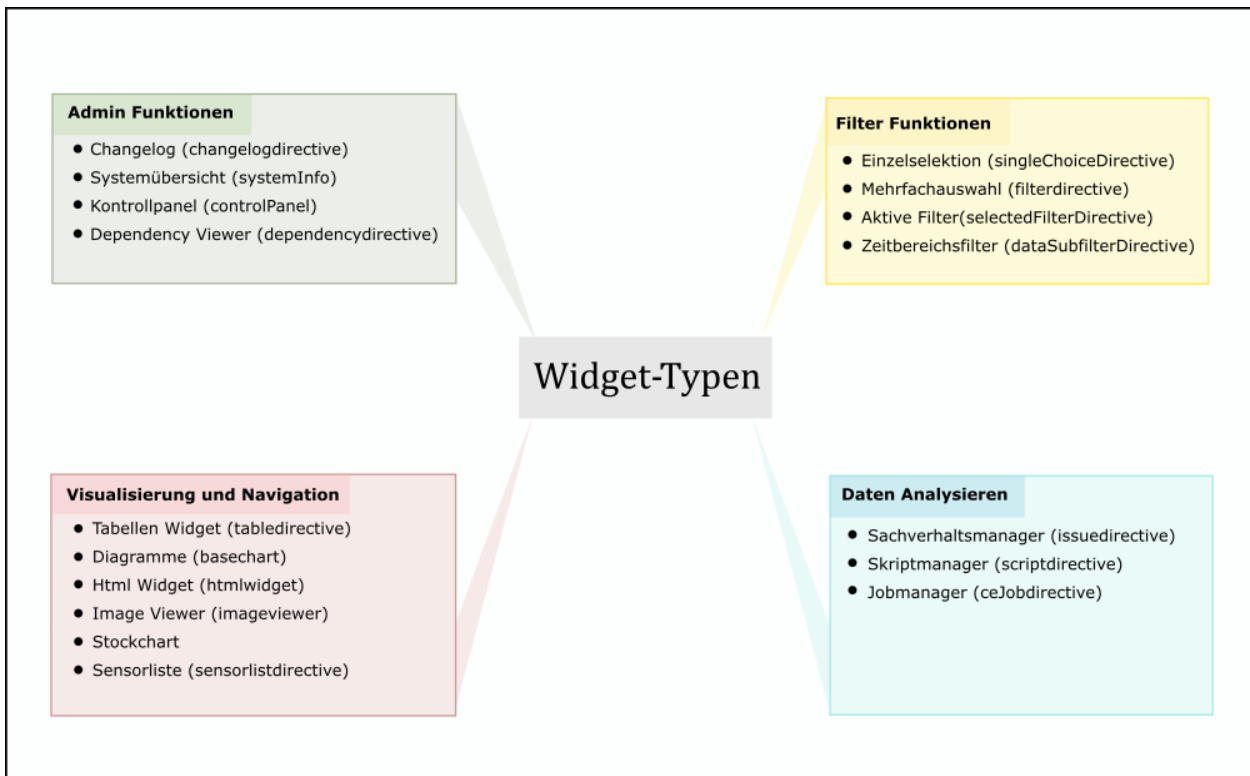 Admin Funktionen
● Changelog (changelogdirective)
● Systemübersicht (systemInfo)
● Kontrollpanel (controlPanel)
● Dependency Viewer (dependencydirective)
Filter Funktionen
● Einzelselektion (singleChoiceDirective)
● Mehrfachauswahl (filterdirective)
● Aktive Filter(selectedFilterDirective)
● Zeitbereichsfilter (dataSubfilterDirective)
Widget-Typen
Visualisierung und Navigation
● Tabellen Widget (tabledirective)
● Diagramme (basechart)
● Html Widget (htmlwidget)
● Image Viewer (imageviewer)
● Stockchart
● Sensorliste (sensorlistdirective)
Daten Analysieren
● Sachverhaltsmanager (issuedirective)
● Skriptmanager (scriptdirective)
● Jobmanager (ceJobdirective)